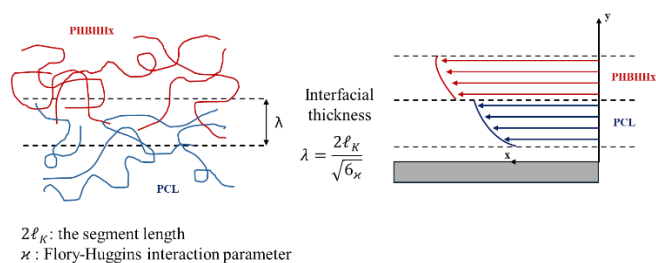 PHBHHx
λ
PCL
Interfacial
thickness
λ = 2ℓ_K / √6ϰ
y
PHBHHx
PCL
x
2ℓ_K: the segment length
ϰ : Flory-Huggins interaction parameter